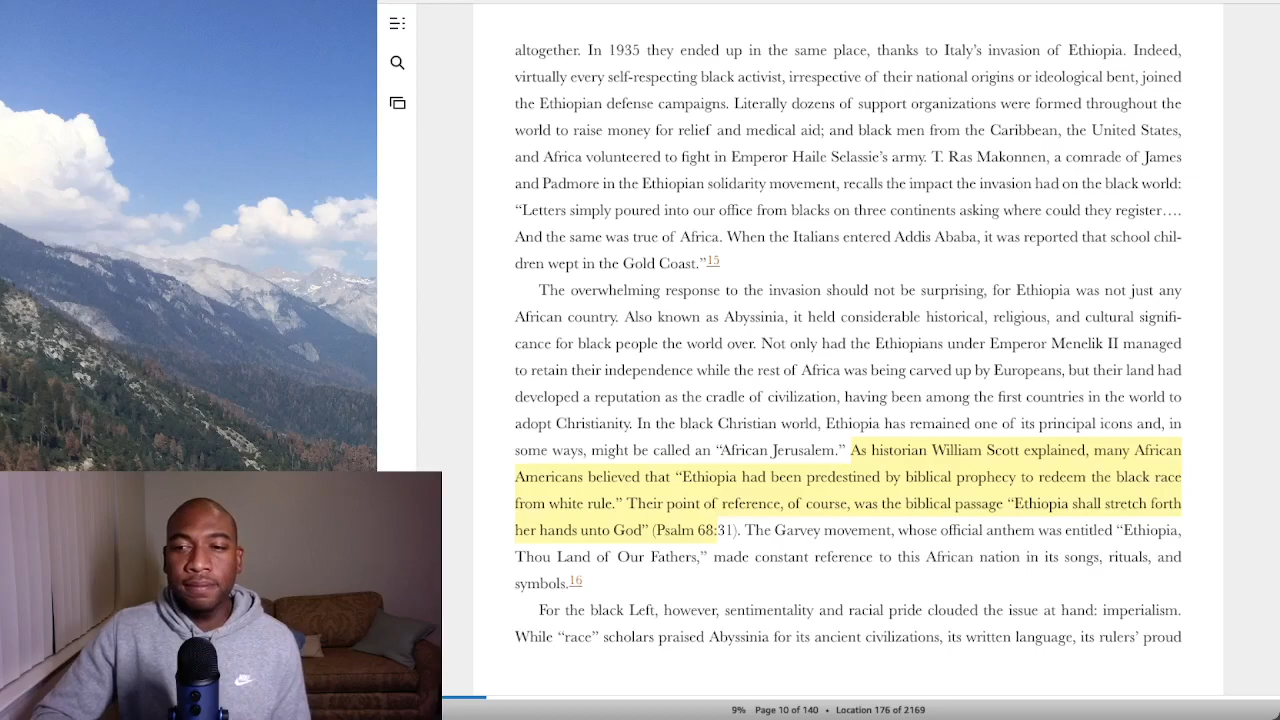 altogether. In 1935 they ended up in the same place, thanks to Italy’s invasion of Ethiopia. Indeed,
virtually every self-respecting black activist, irrespective of their national origins or ideological bent, joined
the Ethiopian defense campaigns. Literally dozens of support organizations were formed throughout the
world to raise money for relief and medical aid; and black men from the Caribbean, the United States,
and Africa volunteered to fight in Emperor Haile Selassie’s army. T. Ras Makonnen, a comrade of James
and Padmore in the Ethiopian solidarity movement, recalls the impact the invasion had on the black world:
“Letters simply poured into our office from blacks on three continents asking where could they register….
And the same was true of Africa. When the Italians entered Addis Ababa, it was reported that school chil-
dren wept in the Gold Coast.”15
The overwhelming response to the invasion should not be surprising, for Ethiopia was not just any
African country. Also known as Abyssinia, it held considerable historical, religious, and cultural signifi-
cance for black people the world over. Not only had the Ethiopians under Emperor Menelik II managed
to retain their independence while the rest of Africa was being carved up by Europeans, but their land had
developed a reputation as the cradle of civilization, having been among the first countries in the world to
adopt Christianity. In the black Christian world, Ethiopia has remained one of its principal icons and, in
some ways, might be called an “African Jerusalem.” As historian William Scott explained, many African
Americans believed that “Ethiopia had been predestined by biblical prophecy to redeem the black race
from white rule.” Their point of reference, of course, was the biblical passage “Ethiopia shall stretch forth
her hands unto God” (Psalm 68:31). The Garvey movement, whose official anthem was entitled “Ethiopia,
Thou Land of Our Fathers,” made constant reference to this African nation in its songs, rituals, and
symbols.16
For the black Left, however, sentimentality and racial pride clouded the issue at hand: imperialism.
While “race” scholars praised Abyssinia for its ancient civilizations, its written language, its rulers’ proud
9% Page 10 of 140 • Location 176 of 2169